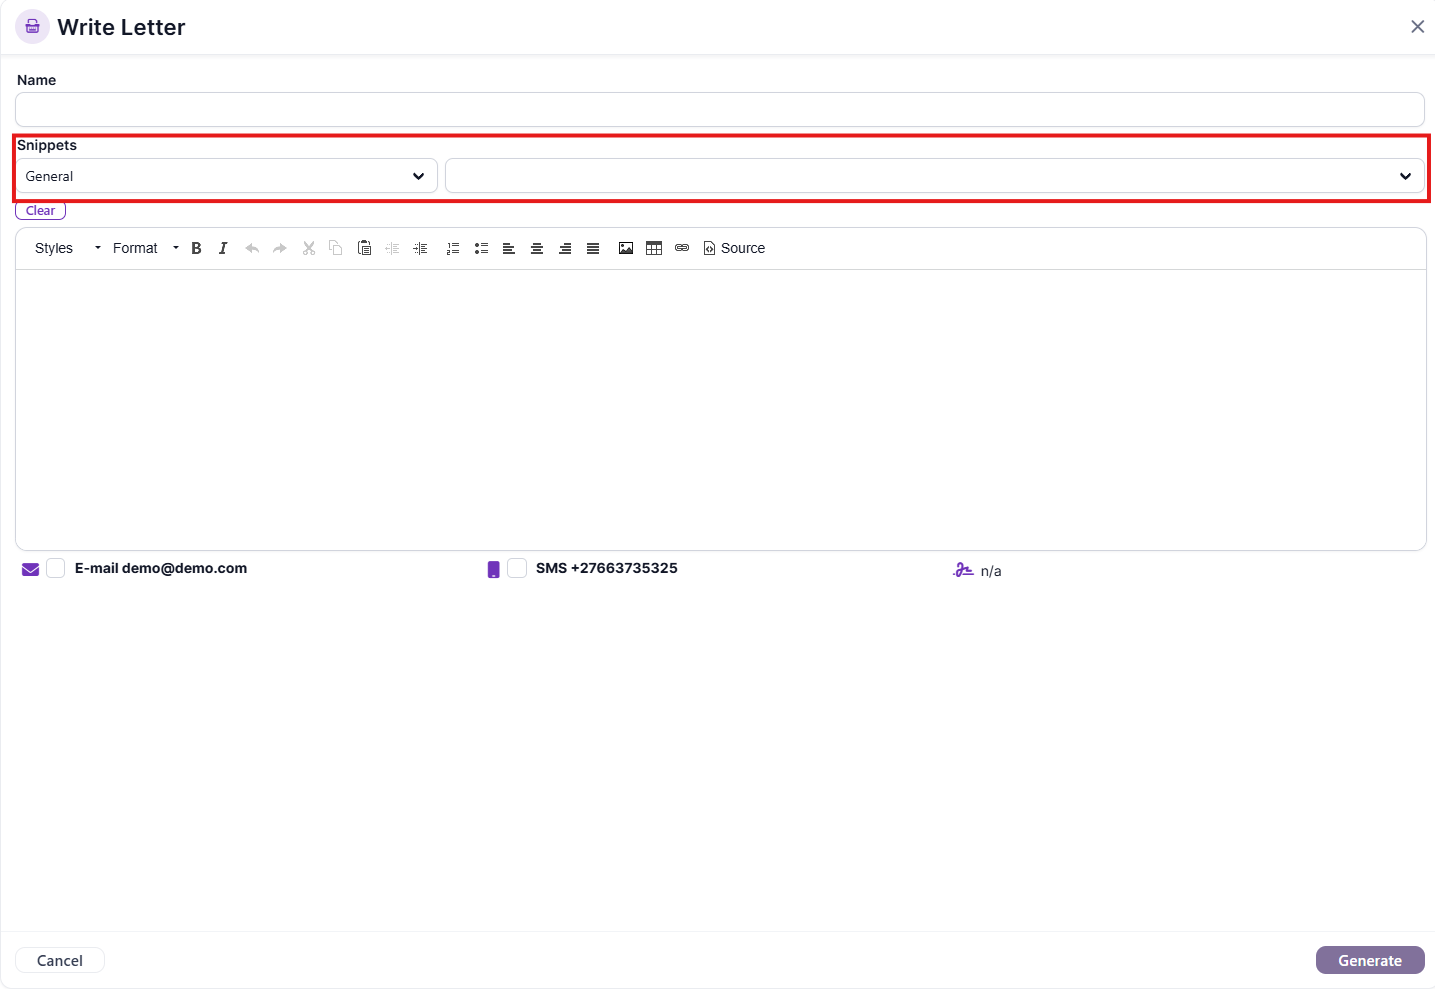 Write Letter
Name
Snippets
General
Clear
Styles Format B I Source
E-mail demo@demo.com SMS +27663735325 n/a
Cancel Generate